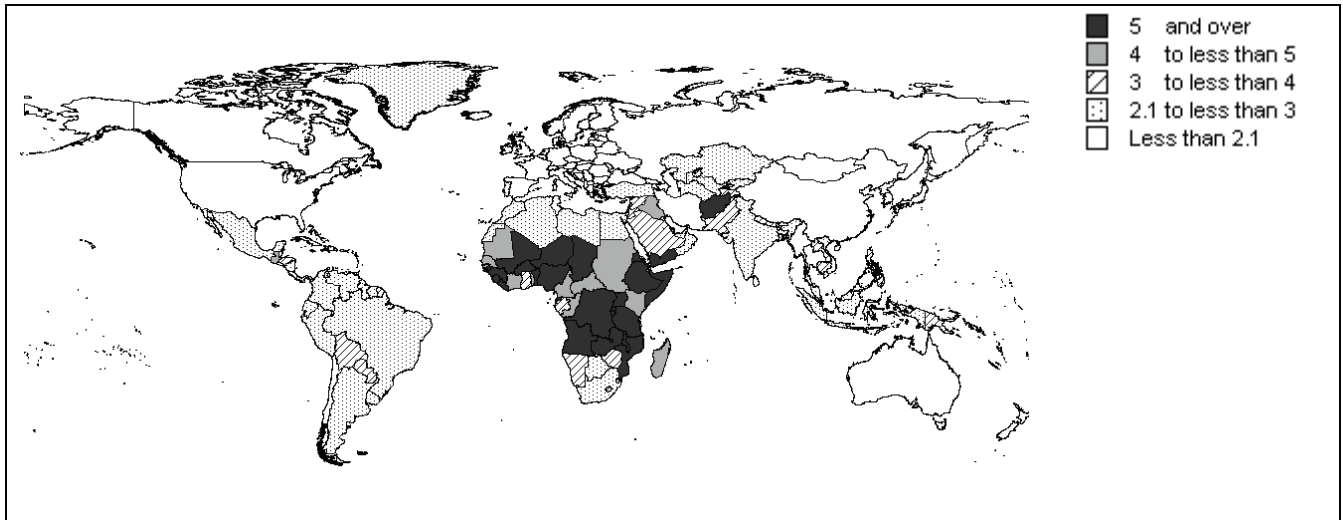 5 and over
4 to less than 5
3 to less than 4
2.1 to less than 3
Less than 2.1